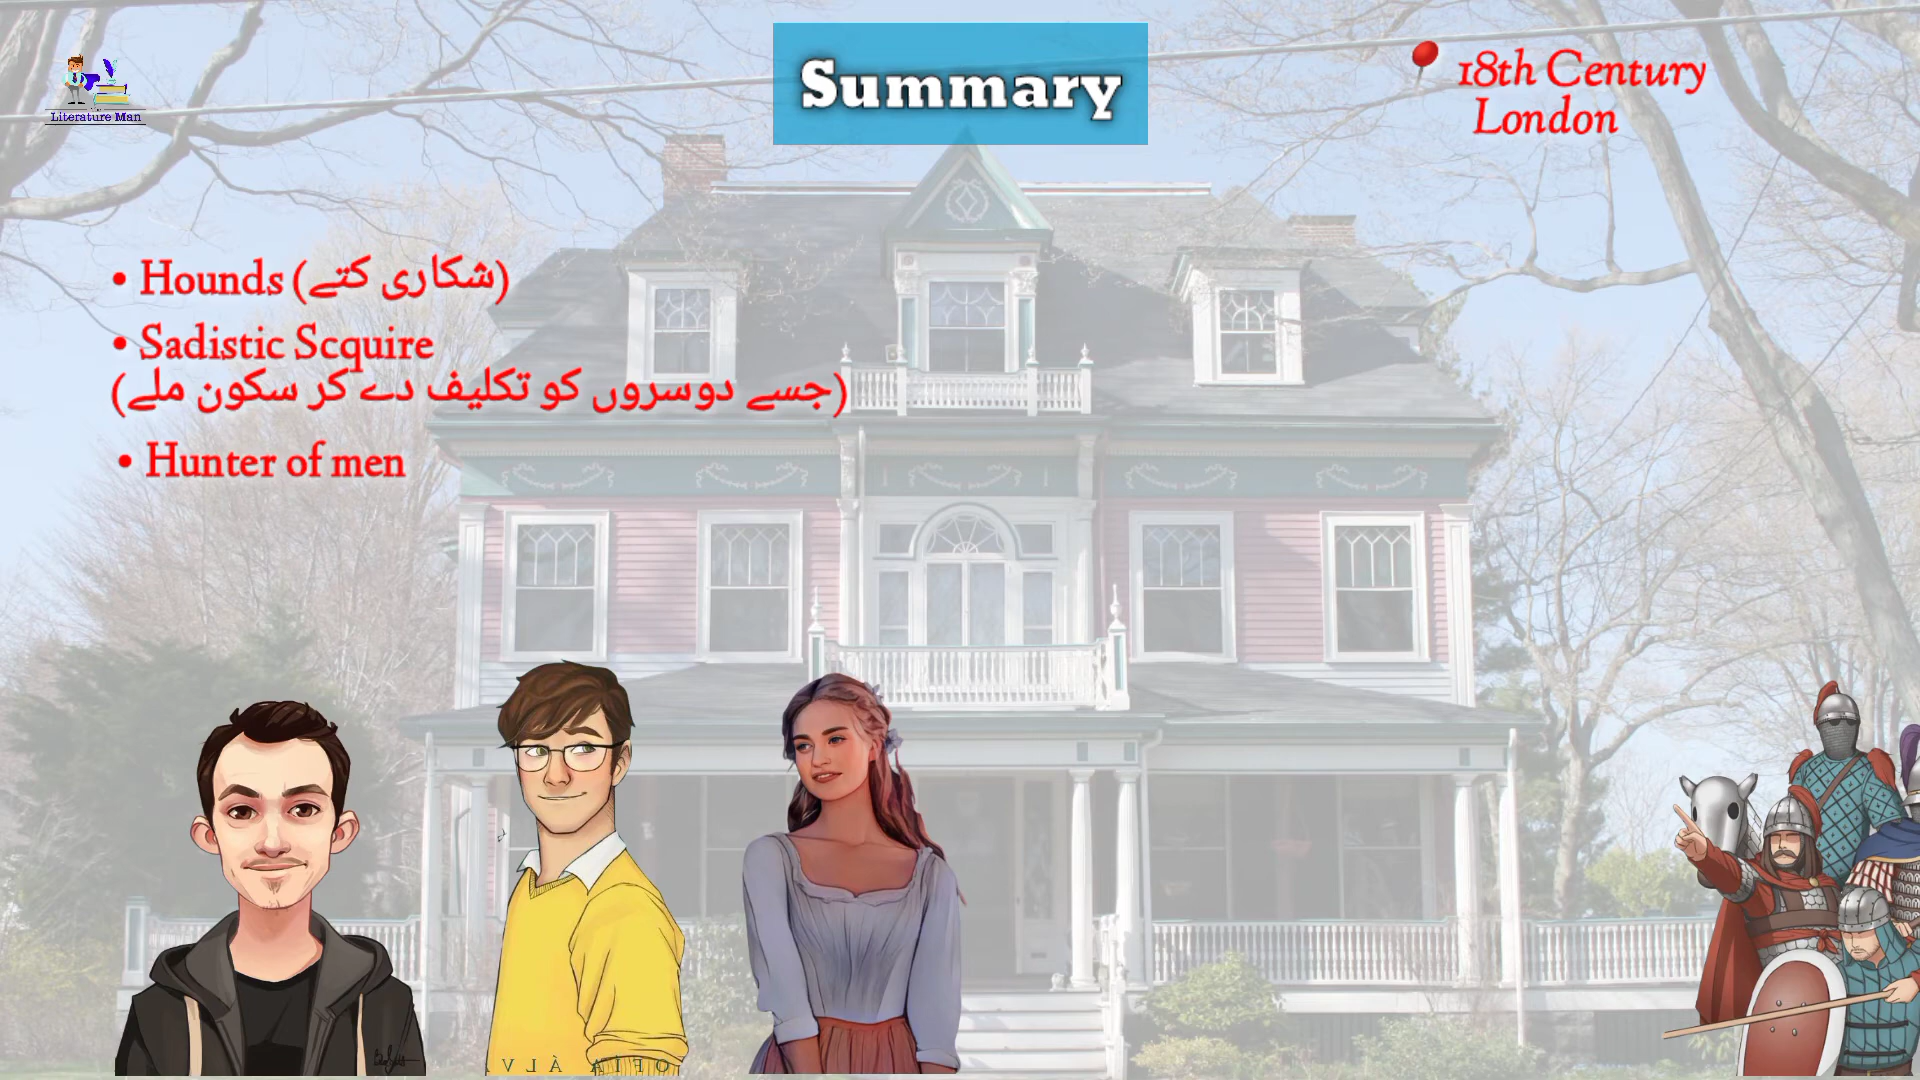 Literature Man
Summary
18th Century
London
• Hounds (شکاری کتے)
• Sadistic Scquire
(جسے دوسروں کو تکلیف دے کر سکون ملے)
• Hunter of men